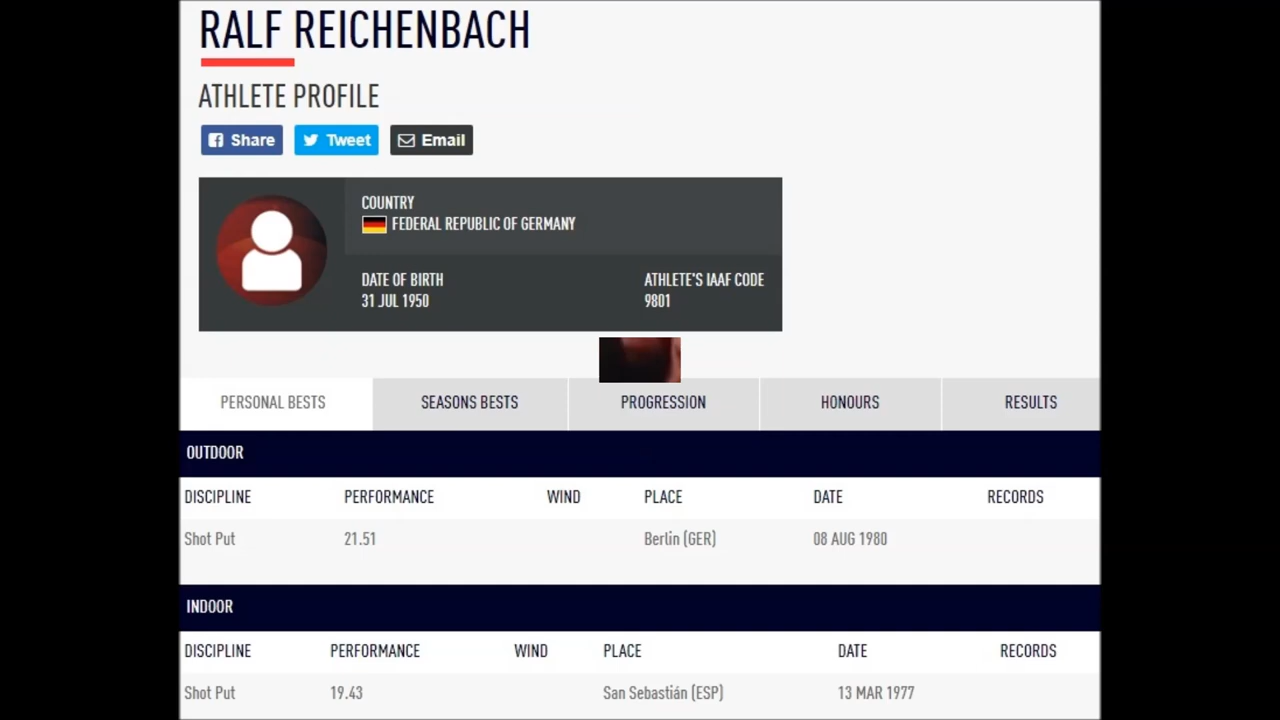 RALF REICHENBACH
ATHLETE PROFILE
Share Tweet Email
COUNTRY
FEDERAL REPUBLIC OF GERMANY
DATE OF BIRTH ATHLETE'S IAAF CODE
31 JUL 1950 9801
PERSONAL BESTS SEASONS BESTS PROGRESSION HONOURS RESULTS
OUTDOOR
DISCIPLINE PERFORMANCE WIND PLACE DATE RECORDS
Shot Put 21.51 Berlin (GER) 08 AUG 1980
INDOOR
DISCIPLINE PERFORMANCE WIND PLACE DATE RECORDS
Shot Put 19.43 San Sebastián (ESP) 13 MAR 1977